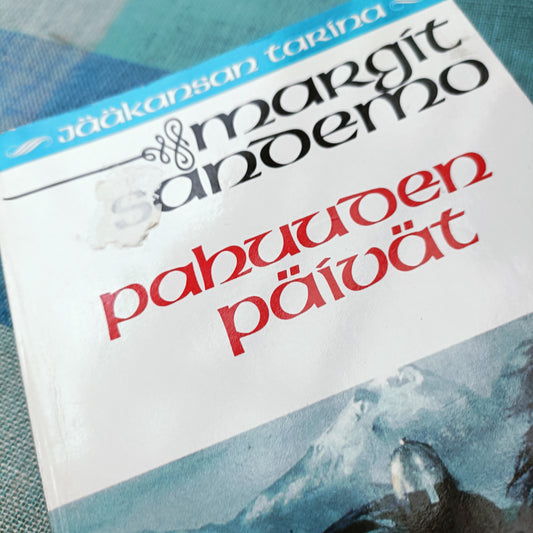 Jääkansan tarina
margit
sandemo
pahuuden
päivät